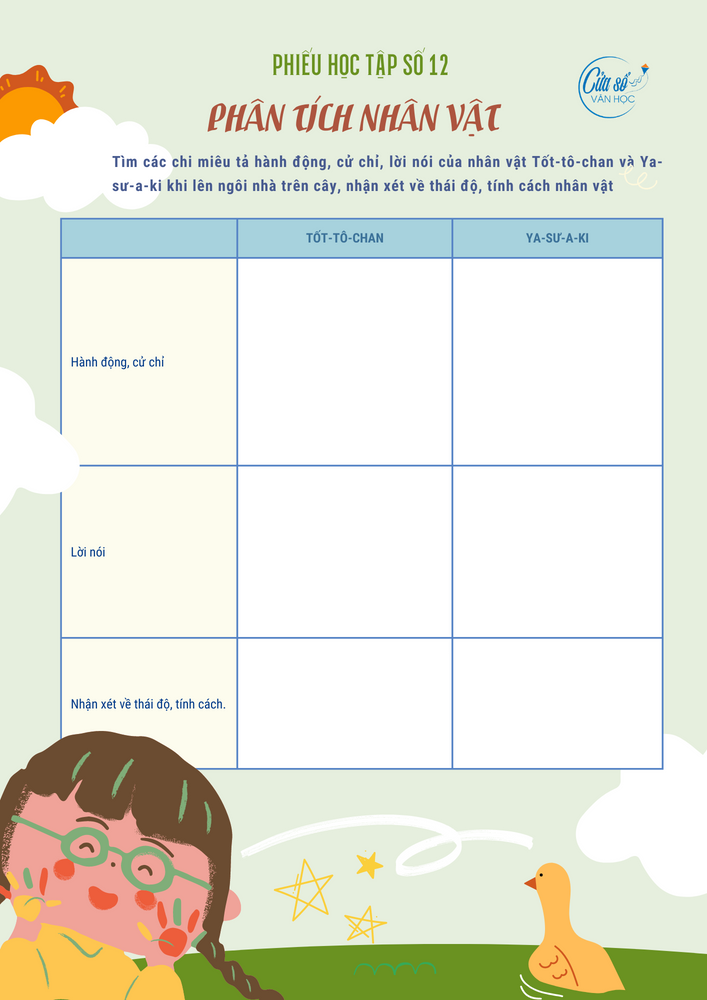 PHIẾU HỌC TẬP SỐ 12
Cửa sổ
VĂN HỌC
PHÂN TÍCH NHÂN VẬT
Tìm các chi miêu tả hành động, cử chỉ, lời nói của nhân vật Tốt-tô-chan và Ya-
sư-a-ki khi lên ngôi nhà trên cây, nhận xét về thái độ, tính cách nhân vật
TỐT-TÔ-CHAN
YA-SƯ-A-KI
Hành động, cử chỉ
Lời nói
Nhận xét về thái độ, tính cách.